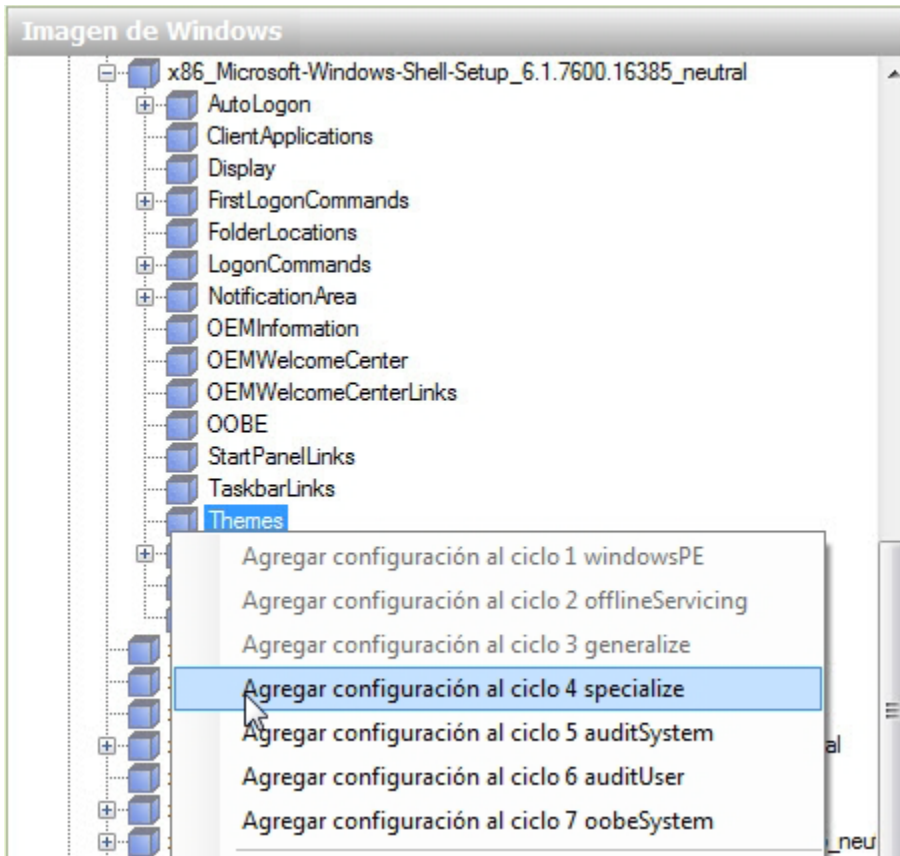 Imagen de Windows
x86_Microsoft-Windows-Shell-Setup_6.1.7600.16385_neutral
AutoLogon
ClientApplications
Display
FirstLogonCommands
FolderLocations
LogonCommands
NotificationArea
OEMInformation
OEMWelcomeCenter
OEMWelcomeCenterLinks
OOBE
StartPanelLinks
TaskbarLinks
Themes
Agregar configuración al ciclo 1 windowsPE
Agregar configuración al ciclo 2 offlineServicing
Agregar configuración al ciclo 3 generalize
Agregar configuración al ciclo 4 specialize
Agregar configuración al ciclo 5 auditSystem
al
Agregar configuración al ciclo 6 auditUser
Agregar configuración al ciclo 7 oobeSystem
_neu